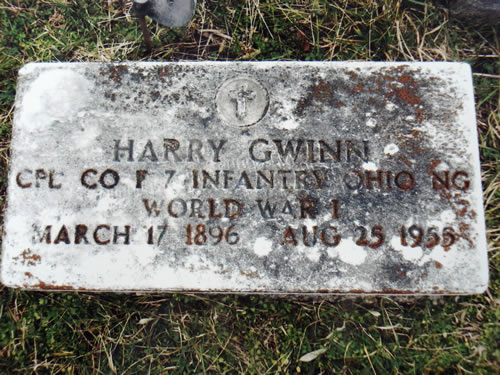 HARRY GWINN
CPL CO F 7 INFANTRY OHIO NG
WORLD WAR I
MARCH 17 1896 AUG 25 1955